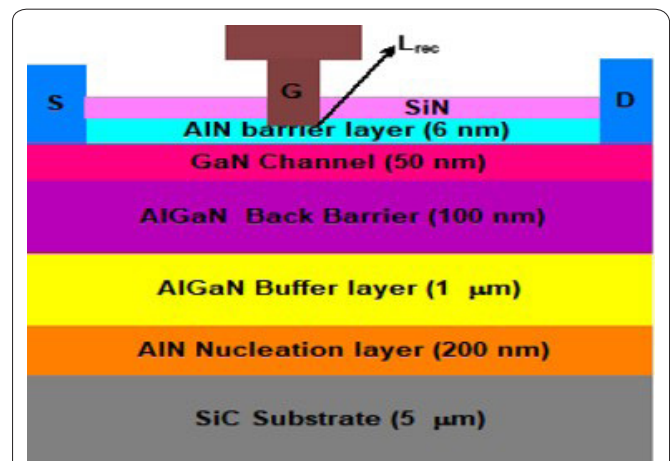 L_rec
S
G
SiN
D
AlN barrier layer (6 nm)
GaN Channel (50 nm)
AlGaN Back Barrier (100 nm)
AlGaN Buffer layer (1 μm)
AlN Nucleation layer (200 nm)
SiC Substrate (5 μm)